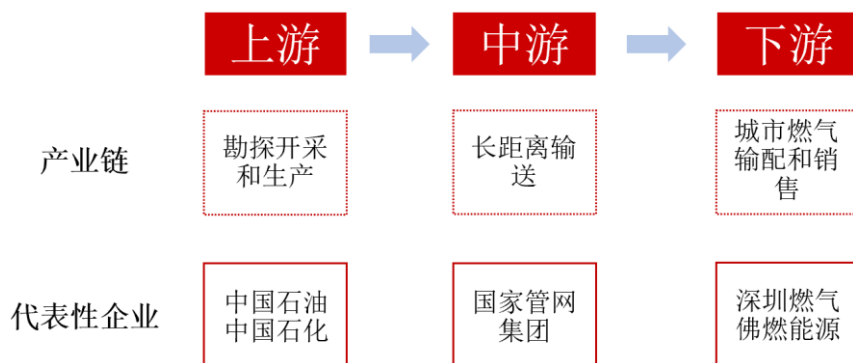 上游
中游
下游
产业链
勘探开采
和生产
长距离输
送
城市燃气
输配和销
售
代表性企业
中国石油
中国石化
国家管网
集团
深圳燃气
佛燃能源